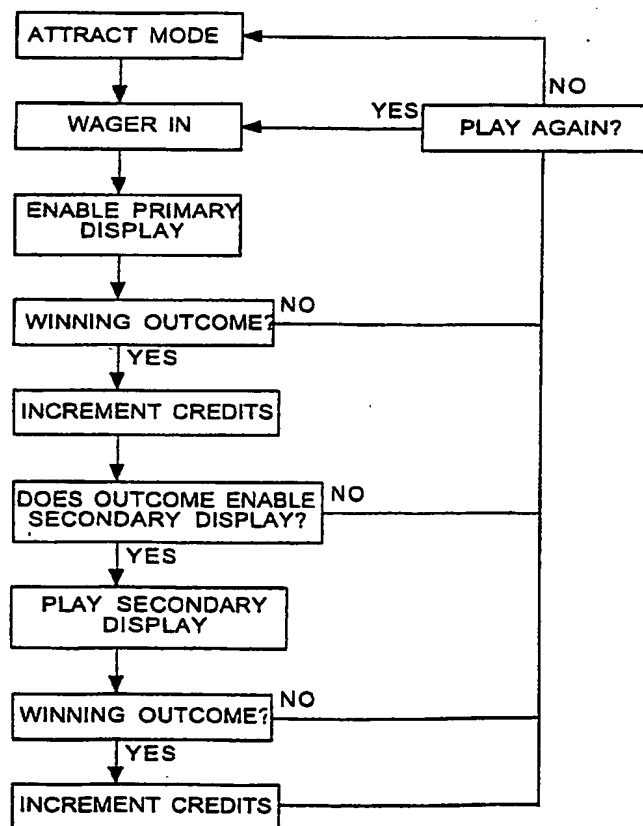 ATTRACT MODE
NO
YES
WAGER IN
PLAY AGAIN?
ENABLE PRIMARY
DISPLAY
NO
WINNING OUTCOME?
YES
INCREMENT CREDITS
DOES OUTCOME ENABLE
SECONDARY DISPLAY?
NO
YES
PLAY SECONDARY
DISPLAY
NO
WINNING OUTCOME?
YES
INCREMENT CREDITS